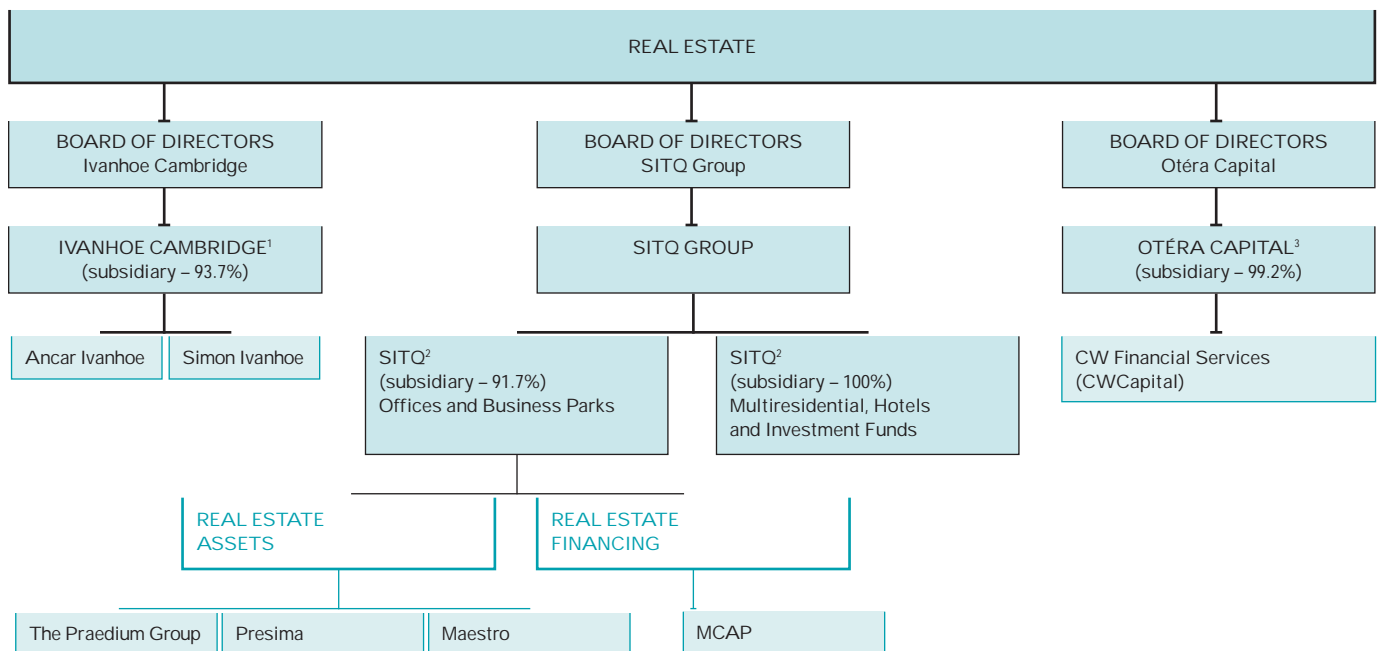 REAL ESTATE
BOARD OF DIRECTORS
Ivanhoe Cambridge
BOARD OF DIRECTORS
SITQ Group
BOARD OF DIRECTORS
Otéra Capital
IVANHOE CAMBRIDGE¹
(subsidiary – 93.7%)
SITQ GROUP
OTÉRA CAPITAL³
(subsidiary – 99.2%)
Ancar Ivanhoe
Simon Ivanhoe
SITQ²
(subsidiary – 91.7%)
Offices and Business Parks
SITQ²
(subsidiary – 100%)
Multiresidential, Hotels
and Investment Funds
CW Financial Services
(CWCapital)
REAL ESTATE
ASSETS
REAL ESTATE
FINANCING
The Praedium Group
Presima
Maestro
MCAP